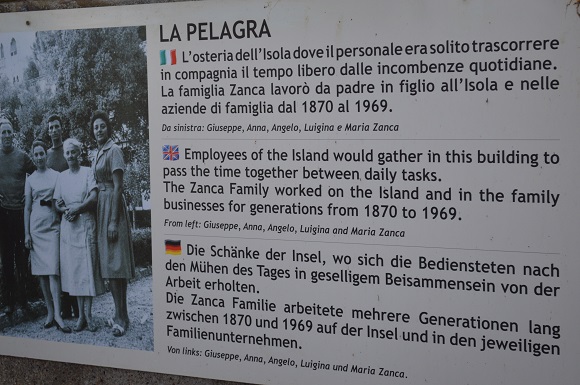 LA PELAGRA
L'osteria dell'Isola dove il personale era solito trascorrere
in compagnia il tempo libero dalle incombenze quotidiane.
La famiglia Zanca lavorò da padre in figlio all'Isola e nelle
aziende di famiglia dal 1870 al 1969.
Da sinistra: Giuseppe, Anna, Angelo, Luigina e Maria Zanca
Employees of the Island would gather in this building to
pass the time together between daily tasks.
The Zanca Family worked on the Island and in the family
businesses for generations from 1870 to 1969.
From left: Giuseppe, Anna, Angelo, Luigina and Maria Zanca
Die Schänke der Insel, wo sich die Bediensteten nach
den Mühen des Tages in geselligem Beisammensein von der
Arbeit erholten.
Die Zanca Familie arbeitete mehrere Generationen lang
zwischen 1870 und 1969 auf der Insel und in den jeweiligen
Familienunternehmen.
Von links: Giuseppe, Anna, Angelo, Luigina und Maria Zanca.